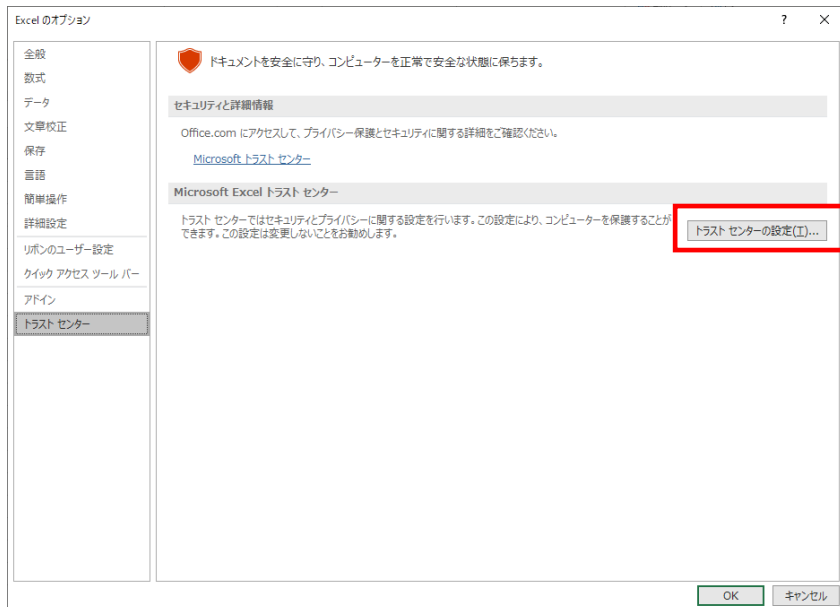 Excel のオプション
?
×
全般
数式
データ
文章校正
保存
言語
簡単操作
詳細設定
リボンのユーザー設定
クイック アクセス ツール バー
アドイン
トラスト センター
ドキュメントを安全に守り、コンピューターを正常で安全な状態に保ちます。
セキュリティと詳細情報
Office.com にアクセスして、プライバシー保護とセキュリティに関する詳細をご確認ください。
Microsoft トラスト センター
Microsoft Excel トラスト センター
トラスト センターではセキュリティとプライバシーに関する設定を行います。この設定により、コンピューターを保護することが
できます。この設定は変更しないことをお勧めします。
トラスト センターの設定(T)...
OK
キャンセル